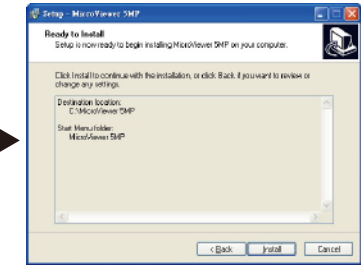 Setup - MicroViewer 5MP
Ready to Install
Setup is now ready to begin installing MicroViewer 5MP on your computer.
Click Install to continue with the installation, or click Back if you want to review or
change any settings.
Destination location:
C:\MicroViewer 5MP
Start Menu folder:
MicroViewer 5MP
< Back
Install
Cancel